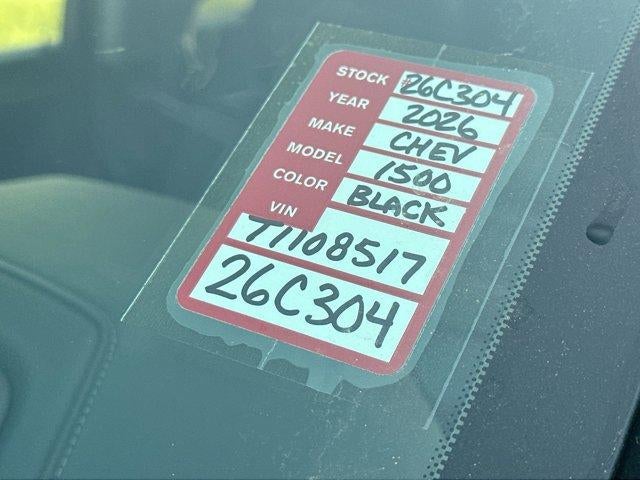 STOCK #26C304
YEAR 2026
MAKE CHEV
MODEL 1500
COLOR BLACK
VIN
T1108517
26C304